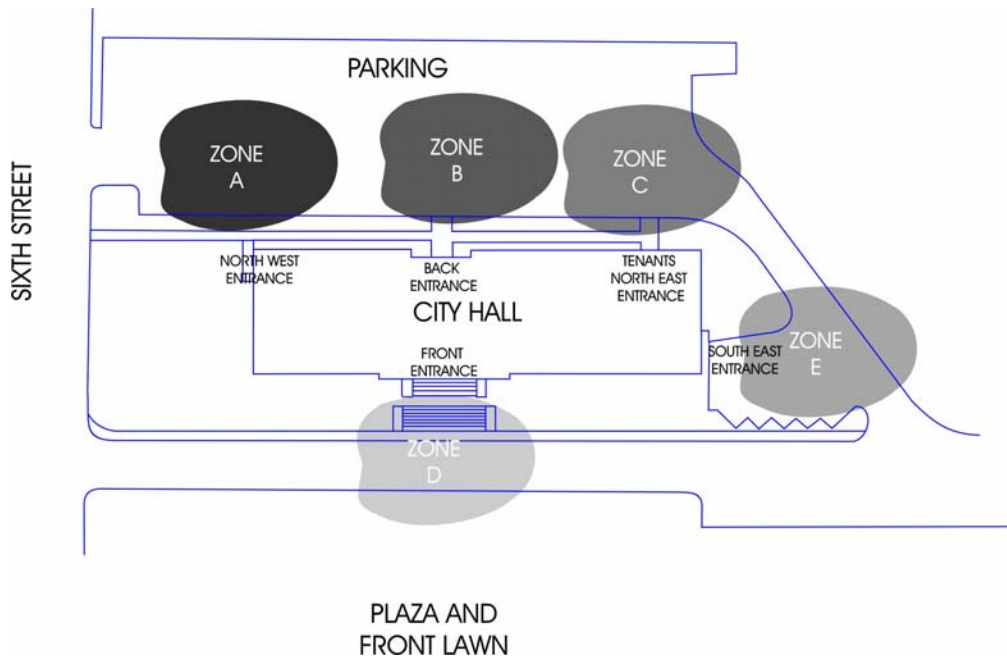 PARKING
ZONE
A
ZONE
B
ZONE
C
SIXTH STREET
NORTH WEST
ENTRANCE
BACK
ENTRANCE
TENANTS
NORTH EAST
ENTRANCE
CITY HALL
FRONT
ENTRANCE
SOUTH EAST
ENTRANCE
ZONE
E
ZONE
D
PLAZA AND
FRONT LAWN